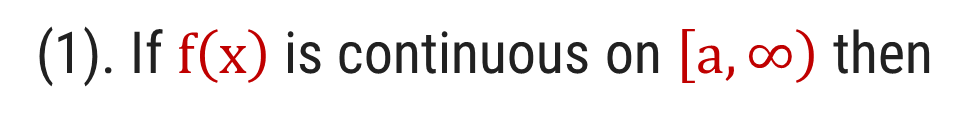 (1). If f(x) is continuous on [a, ∞) then